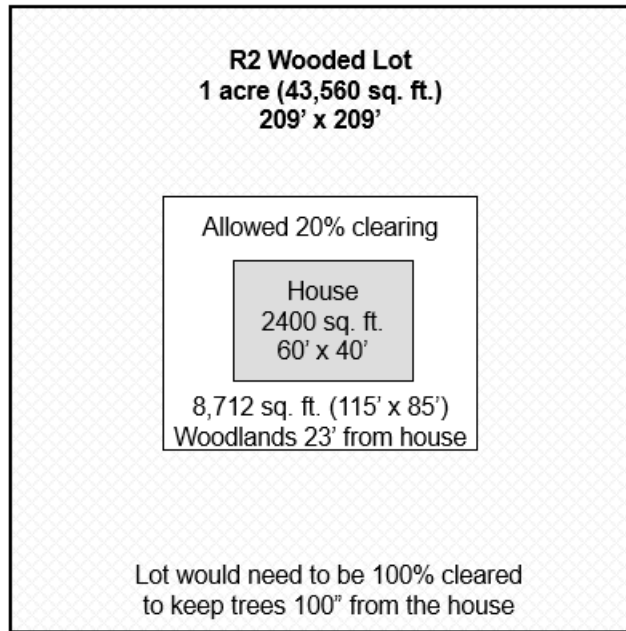 R2 Wooded Lot
1 acre (43,560 sq. ft.)
209’ x 209’
Allowed 20% clearing
House
2400 sq. ft.
60’ x 40’
8,712 sq. ft. (115’ x 85’)
Woodlands 23’ from house
Lot would need to be 100% cleared
to keep trees 100” from the house